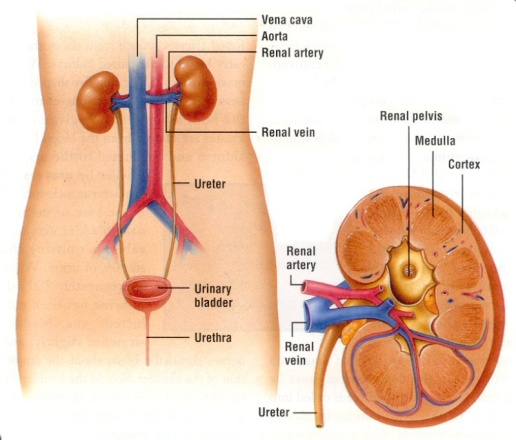 Vena cava
Aorta
Renal artery
Renal vein
Ureter
Urinary
bladder
Urethra
Renal pelvis
Medulla
Cortex
Renal
artery
Renal
vein
Ureter